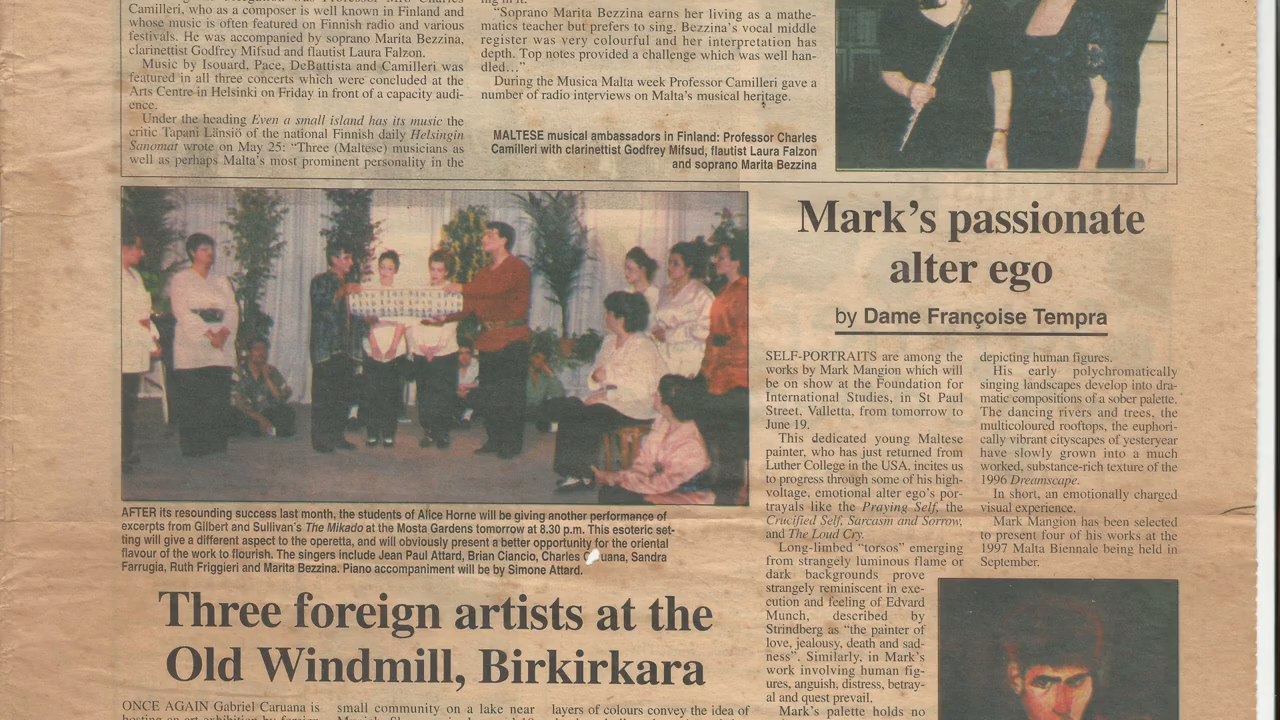 Camilleri, who as a composer is well known in Finland and
whose music is often featured on Finnish radio and various
festivals. He was accompanied by soprano Marita Bezzina,
clarinettist Godfrey Mifsud and flautist Laura Falzon.
Music by Isouard, Pace, DeBattista and Camilleri was
featured in all three concerts which were concluded at the
Arts Centre in Helsinki on Friday in front of a capacity audi-
ence.
Under the heading Even a small island has its music the
critic Tapani Länsiö of the national Finnish daily Helsingin
Sanomat wrote on May 25: “Three (Maltese) musicians as
well as perhaps Malta's most prominent personality in the
“Soprano Marita Bezzina earns her living as a mathe-
matics teacher but prefers to sing. Bezzina's vocal middle
register was very colourful and her interpretation has
depth. Top notes provided a challenge which was well han-
dled…”
During the Musica Malta week Professor Camilleri gave a
number of radio interviews on Malta's musical heritage.
MALTESE musical ambassadors in Finland: Professor Charles
Camilleri with clarinettist Godfrey Mifsud, flautist Laura Falzon
and soprano Marita Bezzina
AFTER its resounding success last month, the students of Alice Horne will be giving another performance of
excerpts from Gilbert and Sullivan's The Mikado at the Mosta Gardens tomorrow at 8.30 p.m. This esoteric set-
ting will give a different aspect to the operetta, and will obviously present a better opportunity for the oriental
flavour of the work to flourish. The singers include Jean Paul Attard, Brian Ciancio, Charles C uana, Sandra
Farrugia, Ruth Friggieri and Marita Bezzina. Piano accompaniment will be by Simone Attard.
Three foreign artists at the
Old Windmill, Birkirkara
ONCE AGAIN Gabriel Caruana is
small community on a lake near
layers of colours convey the idea of
Mark's passionate
alter ego
by Dame Françoise Tempra
SELF-PORTRAITS are among the
works by Mark Mangion which will
be on show at the Foundation for
International Studies, in St Paul
Street, Valletta, from tomorrow to
June 19.
This dedicated young Maltese
painter, who has just returned from
Luther College in the USA, incites us
to progress through some of his high-
voltage, emotional alter ego's por-
trayals like the Praying Self, the
Crucified Self, Sarcasm and Sorrow,
and The Loud Cry.
Long-limbed “torsos” emerging
from strangely luminous flame or
dark backgrounds prove
strangely reminiscent in exe-
cution and feeling of Edvard
Munch, described by
Strindberg as “the painter of
love, jealousy, death and sad-
ness”. Similarly, in Mark's
work involving human fig-
ures, anguish, distress, betray-
al and quest prevail.
Mark's palette holds no
depicting human figures.
His early polychromatically
singing landscapes develop into dra-
matic compositions of a sober palette.
The dancing rivers and trees, the
multicoloured rooftops, the euphori-
cally vibrant cityscapes of yesteryear
have slowly grown into a much
worked, substance-rich texture of the
1996 Dreamscape.
In short, an emotionally charged
visual experience.
Mark Mangion has been selected
to present four of his works at the
1997 Malta Biennale being held in
September.